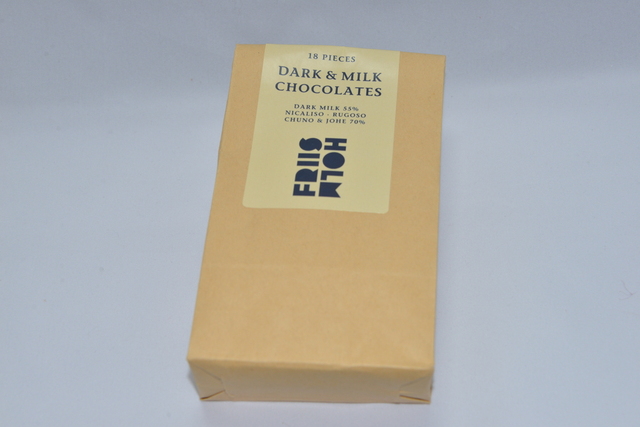 18 PIECES
DARK & MILK
CHOCOLATES
DARK MILK 55%
NICALISO · RUGOSO
CHUNO & JOHE 70%
FRIIS
HOLM